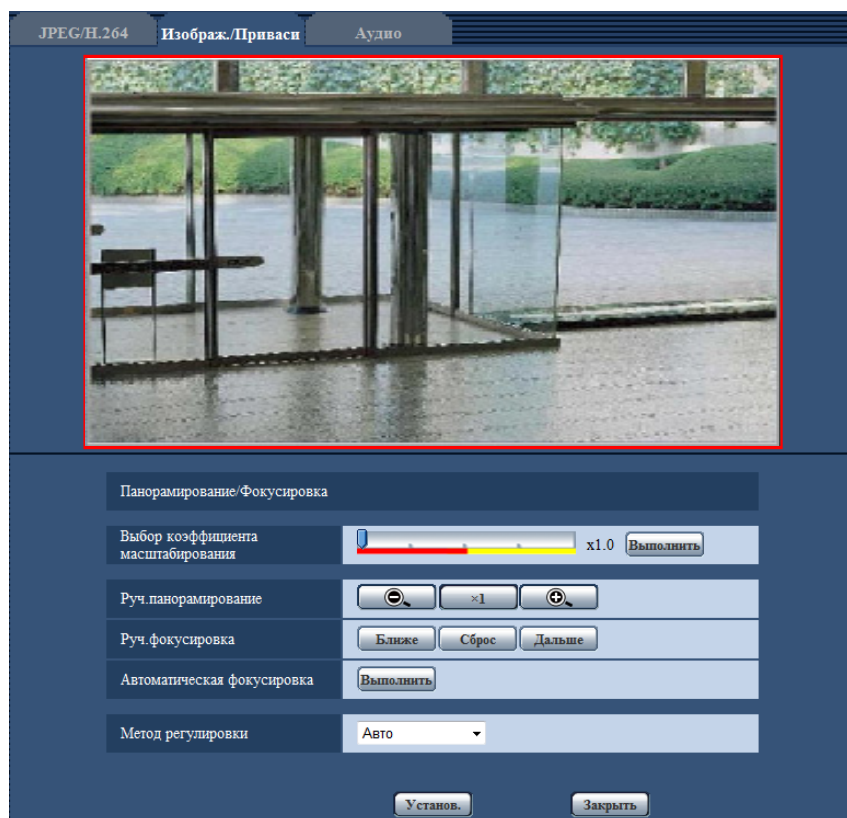 JPEG/H.264 Изображ./Приваси Аудио
Панорамирование/Фокусировка
Выбор коэффициента
масштабирования
x1.0 Выполнить
Руч.панорамирование
×1
Руч.фокусировка
Ближе Сброс Дальше
Автоматическая фокусировка
Выполнить
Метод регулировки
Авто
Установ. Закрыть